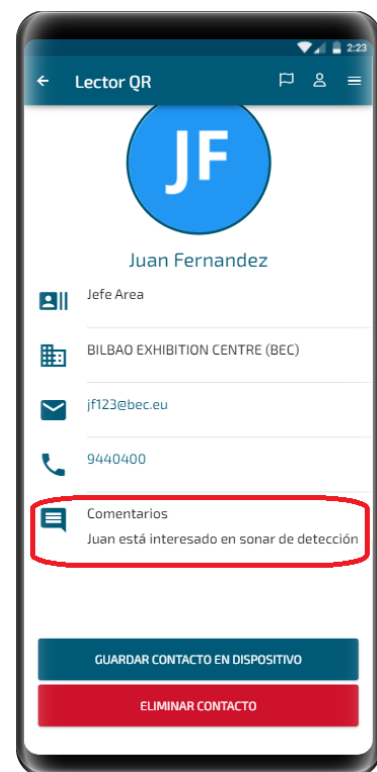 2:23
Lector QR
JF
Juan Fernandez
Jefe Area
BILBAO EXHIBITION CENTRE (BEC)
jf123@bec.eu
9440400
Comentarios
Juan está interesado en sonar de detección
GUARDAR CONTACTO EN DISPOSITIVO
ELIMINAR CONTACTO